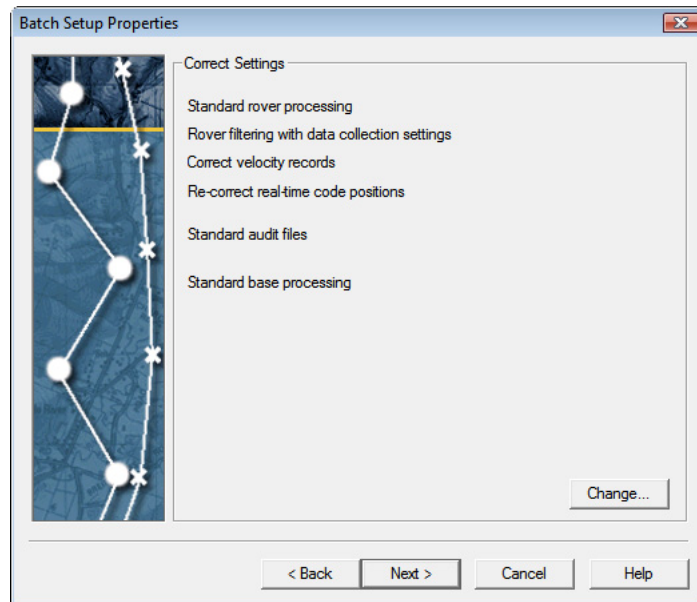 Batch Setup Properties
Correct Settings
Standard rover processing
Rover filtering with data collection settings
Correct velocity records
Re-correct real-time code positions
Standard audit files
Standard base processing
Change...
< Back Next > Cancel Help